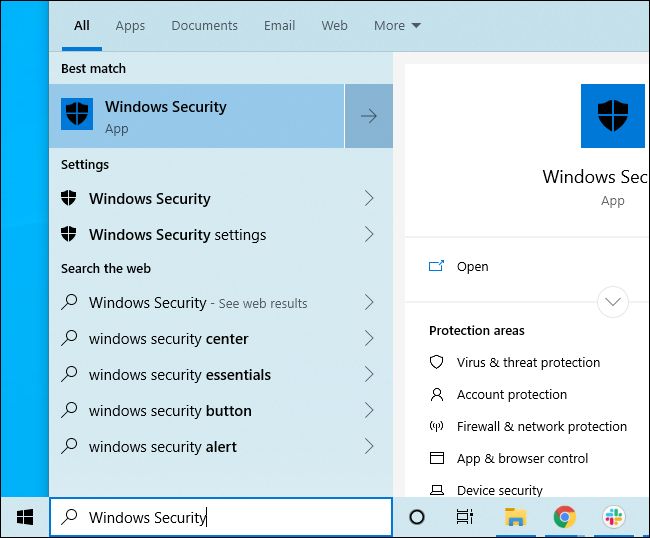 All Apps Documents Email Web More
Best match
Windows Security
App
Settings
Windows Security
Windows Security settings
Search the web
Windows Security - See web results
windows security center
windows security essentials
windows security button
windows security alert
Windows Security
Windows Sec
App
Open
Protection areas
Virus & threat protection
Account protection
Firewall & network protection
App & browser control
Device security